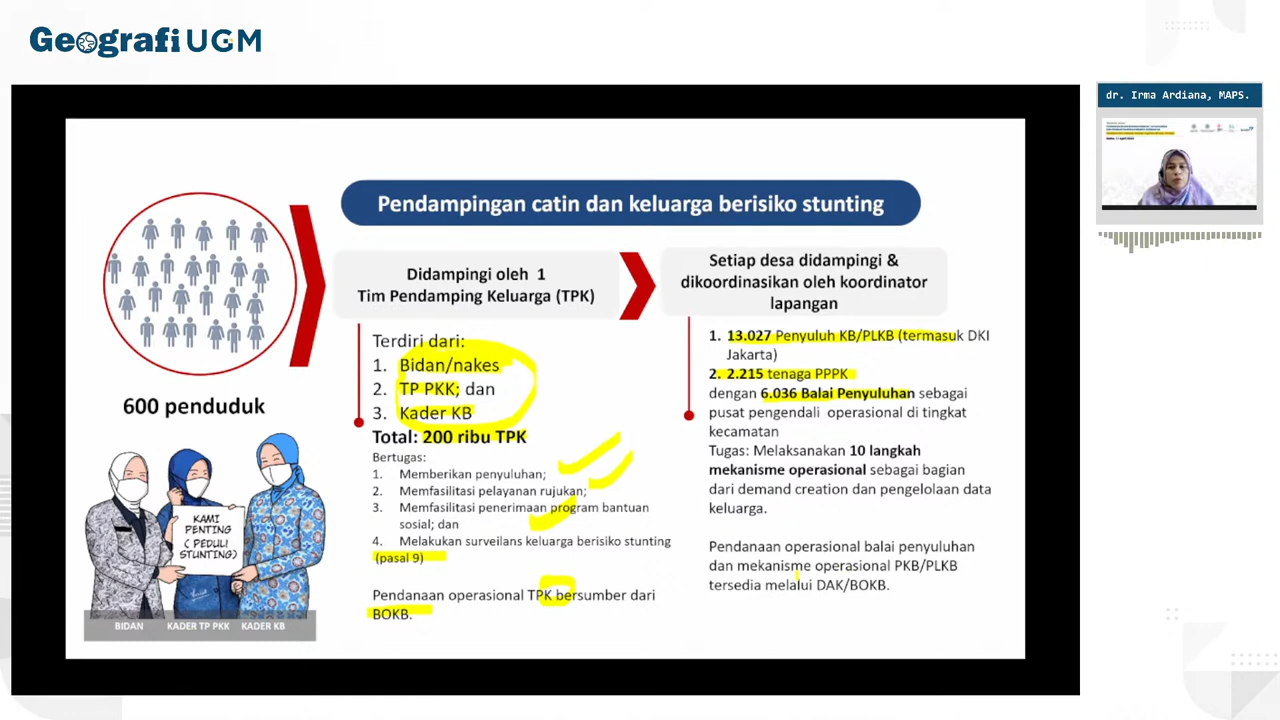 Geografi UGM
dr. Irma Ardiana, MAPS.
Pendampingan catin dan keluarga berisiko stunting
600 penduduk
KAMI
PENTING
( PEDULI
STUNTING)
BIDAN
KADER TP PKK
KADER KB
Didampingi oleh 1
Tim Pendamping Keluarga (TPK)
Terdiri dari:
1. Bidan/nakes
2. TP PKK; dan
3. Kader KB
Total: 200 ribu TPK
Bertugas:
1. Memberikan penyuluhan;
2. Memfasilitasi pelayanan rujukan;
3. Memfasilitasi penerimaan program bantuan
sosial; dan
4. Melakukan surveilans keluarga berisiko stunting
(pasal 9)
Pendanaan operasional TPK bersumber dari
BOKB.
Setiap desa didampingi &
dikoordinasikan oleh koordinator
lapangan
1. 13.027 Penyuluh KB/PLKB (termasuk DKI
Jakarta)
2. 2.215 tenaga PPPK
dengan 6.036 Balai Penyuluhan sebagai
pusat pengendali operasional di tingkat
kecamatan
Tugas: Melaksanakan 10 langkah
mekanisme operasional sebagai bagian
dari demand creation dan pengelolaan data
keluarga.
Pendanaan operasional balai penyuluhan
dan mekanisme operasional PKB/PLKB
tersedia melalui DAK/BOKB.